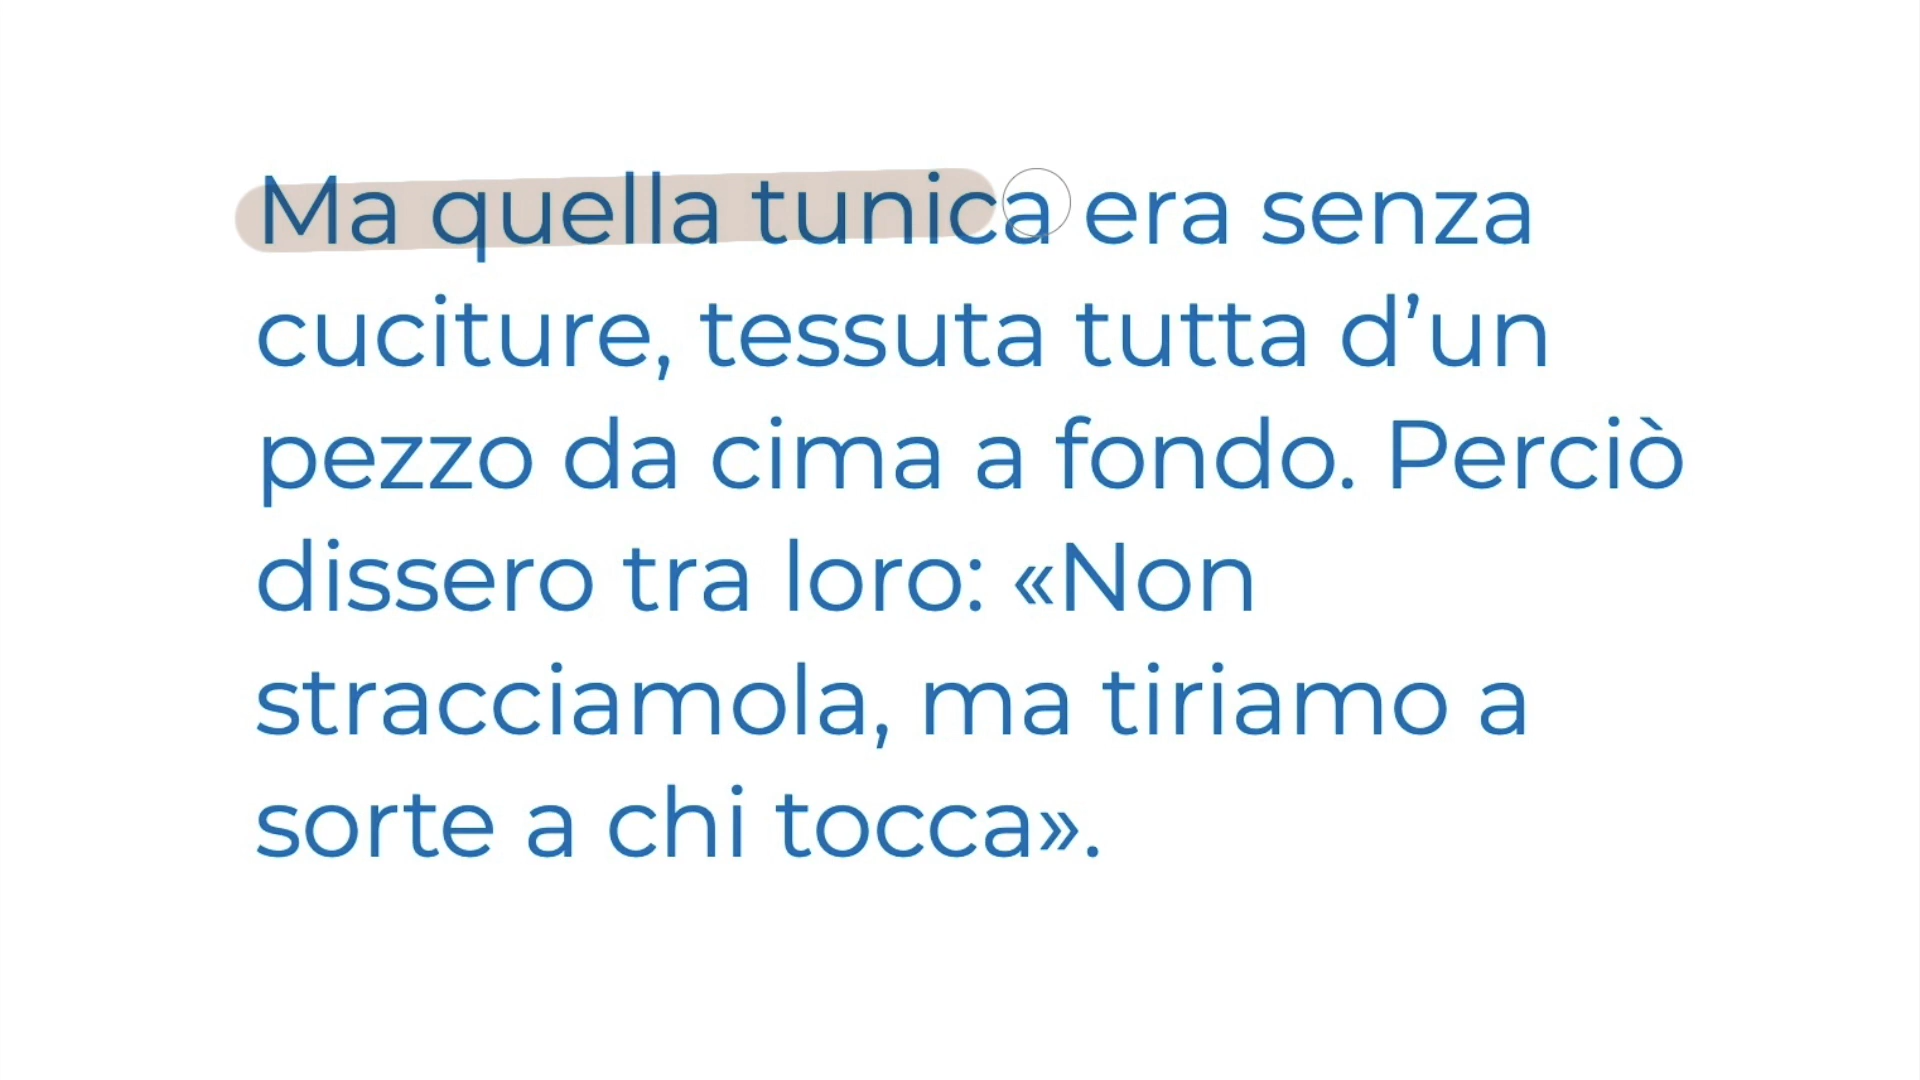 Ma quella tunica era senza
cuciture, tessuta tutta d’un
pezzo da cima a fondo. Perciò
dissero tra loro: «Non
stracciamola, ma tiriamo a
sorte a chi tocca».